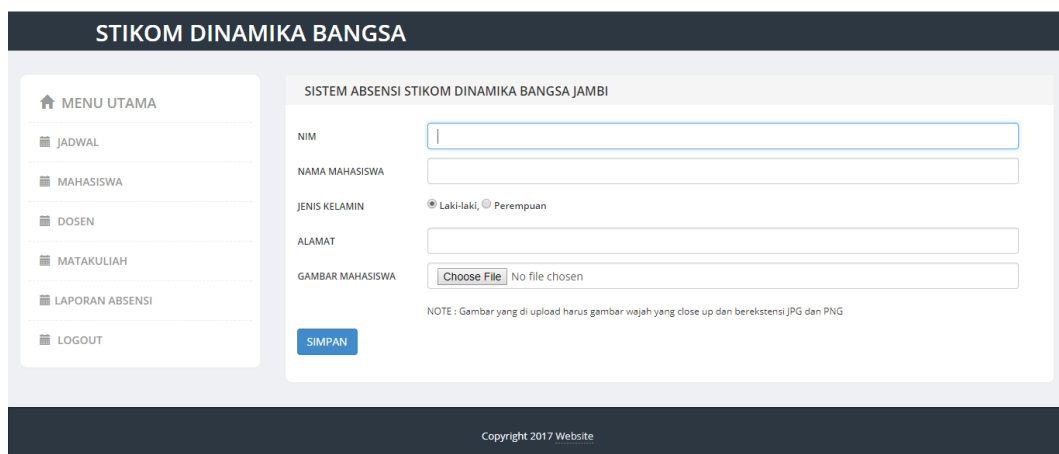 STIKOM DINAMIKA BANGSA
MENU UTAMA
JADWAL
MAHASISWA
DOSEN
MATAKULIAH
LAPORAN ABSENSI
LOGOUT
SISTEM ABSENSI STIKOM DINAMIKA BANGSA JAMBI
NIM
NAMA MAHASISWA
JENIS KELAMIN Laki-laki, Perempuan
ALAMAT
GAMBAR MAHASISWA Choose File No file chosen
NOTE : Gambar yang di upload harus gambar wajah yang close up dan berekstensi JPG dan PNG
SIMPAN
Copyright 2017 Website